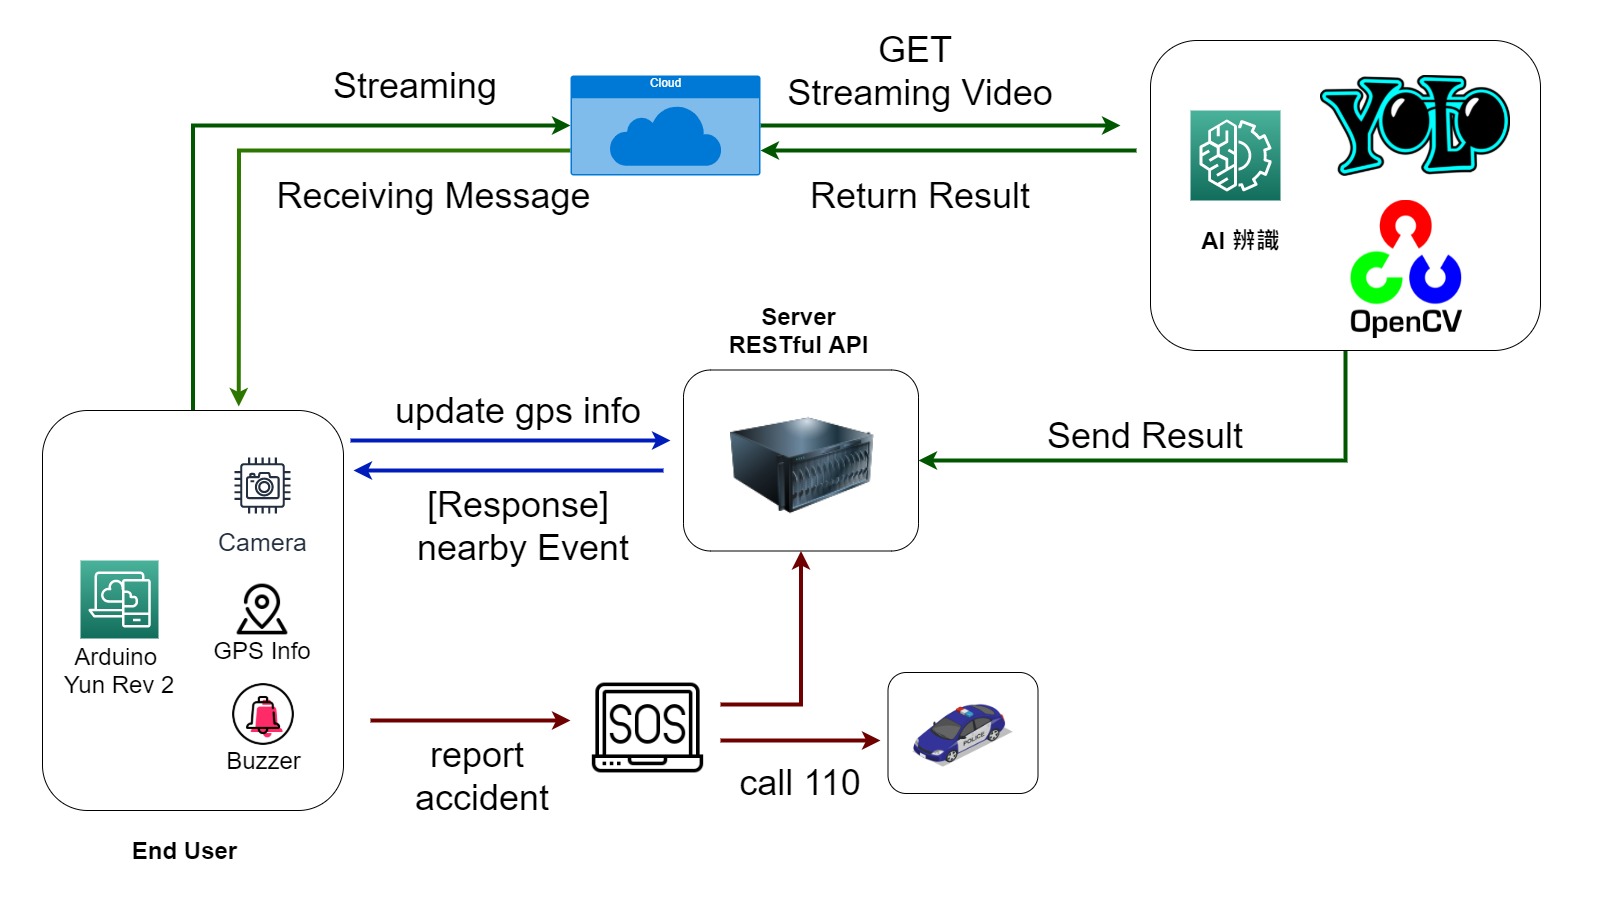 Streaming
Cloud
GET
Streaming Video
Receiving Message
Return Result
YOLO
AI 辨識
OpenCV
Server
RESTful API
update gps info
[Response]
nearby Event
Send Result
Camera
GPS Info
Arduino
Yun Rev 2
Buzzer
report
accident
SOS
call 110
POLICE
End User